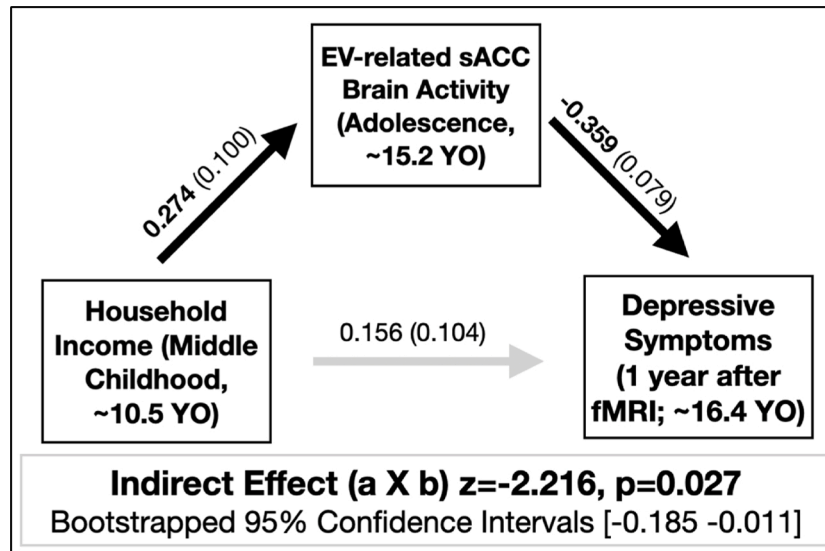 EV-related sACC
Brain Activity
(Adolescence,
~15.2 YO)
0.274 (0.100)
-0.359 (0.079)
Household
Income (Middle
Childhood,
~10.5 YO)
0.156 (0.104)
Depressive
Symptoms
(1 year after
fMRI; ~16.4 YO)
Indirect Effect (a X b) z=-2.216, p=0.027
Bootstrapped 95% Confidence Intervals [-0.185 -0.011]